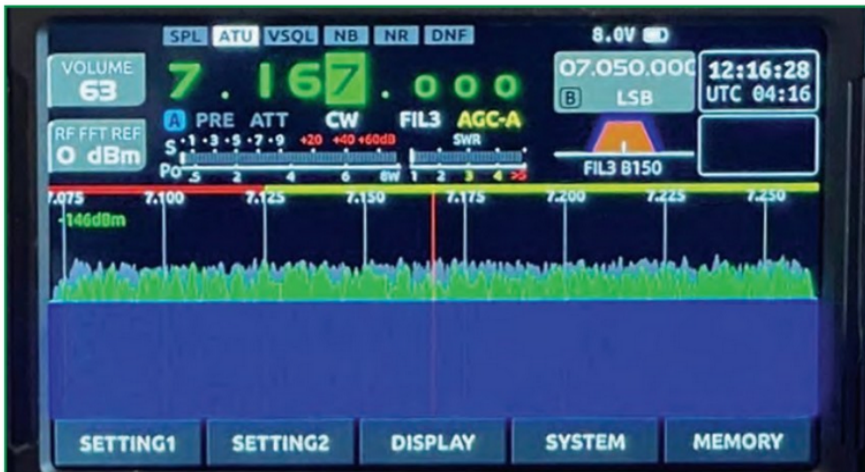 SPL ATU VSQL NB NR DNF 8.0V
VOLUME
63
7.167.000
07.050.000
B LSB
12:16:28
UTC 04:16
A PRE ATT CW FIL3 AGC-A
RF FFT REF
0 dBm
S 1 3 5 7 9 +20 +40 +60dB SWR
Po .5 2 4 6 8W 1 2 3 4 >5
FIL3 B150
7.075 7.100 7.125 7.150 7.175 7.200 7.225 7.250
-146dBm
SETTING1 SETTING2 DISPLAY SYSTEM MEMORY